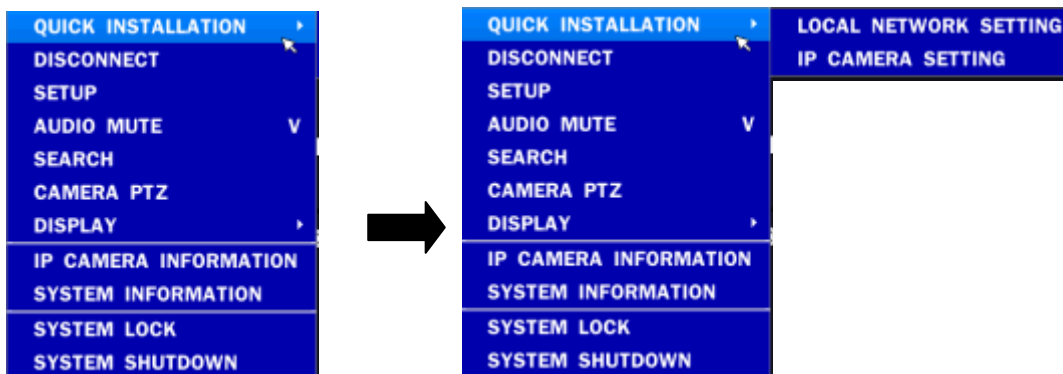 QUICK INSTALLATION
DISCONNECT
SETUP
AUDIO MUTE V
SEARCH
CAMERA PTZ
DISPLAY
IP CAMERA INFORMATION
SYSTEM INFORMATION
SYSTEM LOCK
SYSTEM SHUTDOWN
QUICK INSTALLATION
DISCONNECT
SETUP
AUDIO MUTE V
SEARCH
CAMERA PTZ
DISPLAY
IP CAMERA INFORMATION
SYSTEM INFORMATION
SYSTEM LOCK
SYSTEM SHUTDOWN
LOCAL NETWORK SETTING
IP CAMERA SETTING